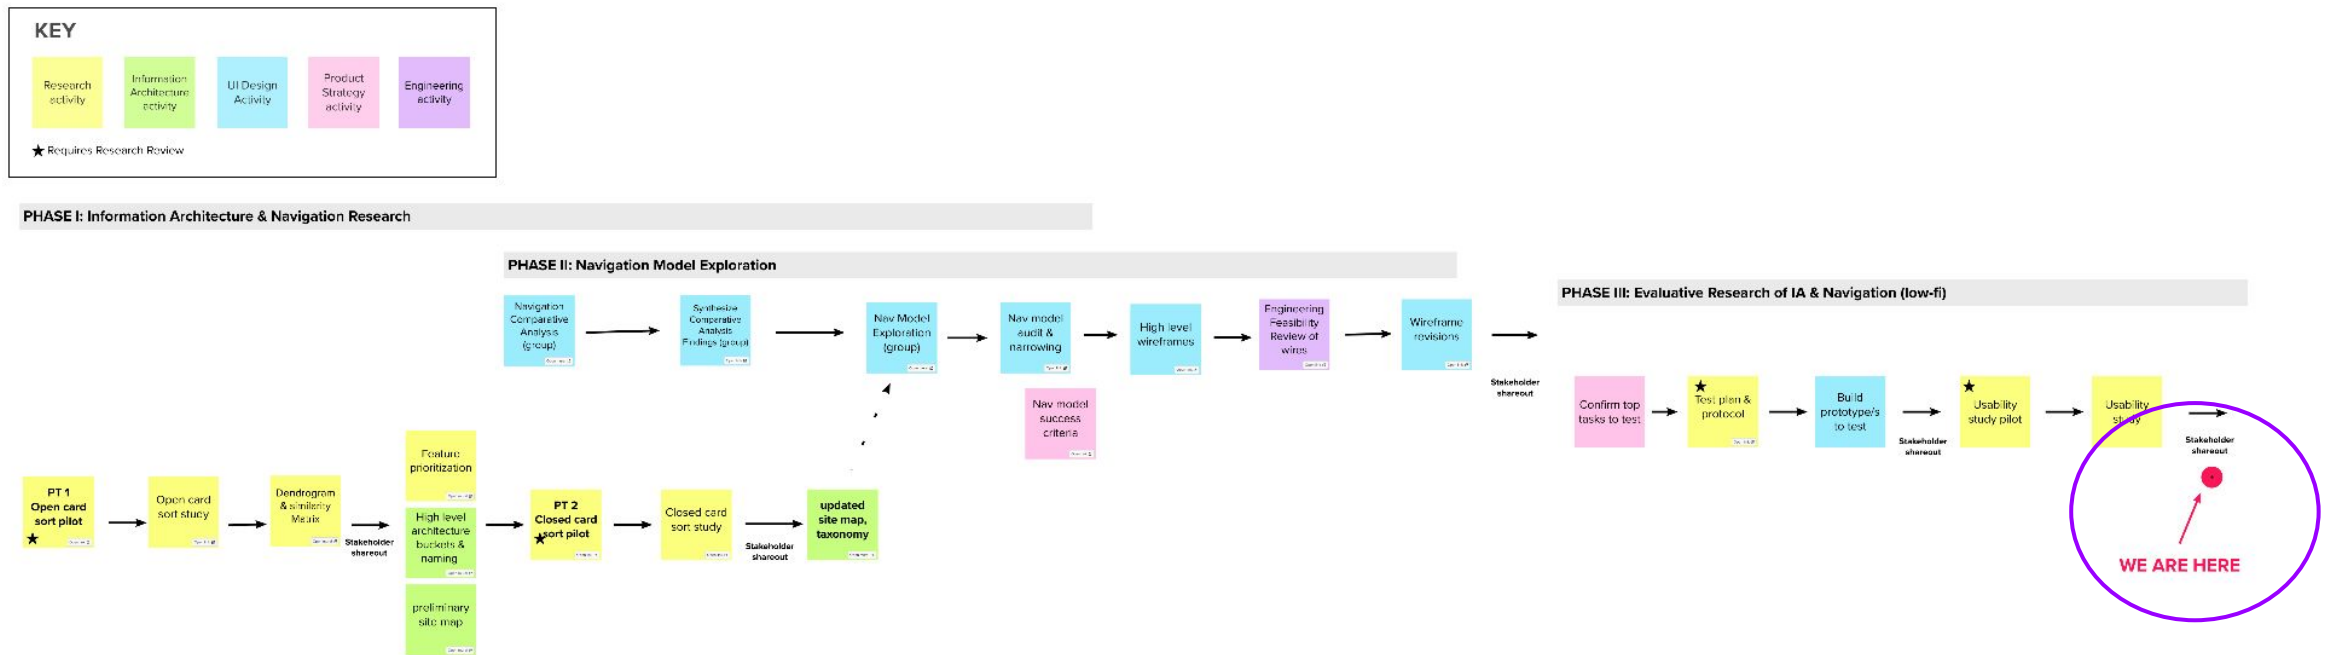 KEY
Research
activity
Information
Architecture
activity
UI Design
Activity
Product
Strategy
activity
Engineering
activity
★ Requires Research Review
PHASE I: Information Architecture & Navigation Research
PHASE II: Navigation Model Exploration
PHASE III: Evaluative Research of IA & Navigation (low-fi)
Navigation
Comparative
Analysis
(group)
Synthesize
Comparative
Analysis
Findings (group)
Nav Model
Exploration
(group)
Nav model
audit &
narrowing
High level
wireframes
Engineering
Feasibility
Review of
wires
Wireframe
revisions
Stakeholder
shareout
Nav model
success
criteria
Confirm top
tasks to test
★
Test plan &
protocol
Build
prototype/s
to test
Stakeholder
shareout
★
Usability
study pilot
Usability
study
Stakeholder
shareout
WE ARE HERE
PT 1
Open card
sort pilot
★
Open card
sort study
Dendrogram
& similarity
Matrix
Stakeholder
shareout
Feature
prioritization
High level
architecture
buckets &
naming
preliminary
site map
PT 2
Closed card
★ sort pilot
Closed card
sort study
Stakeholder
shareout
updated
site map,
taxonomy